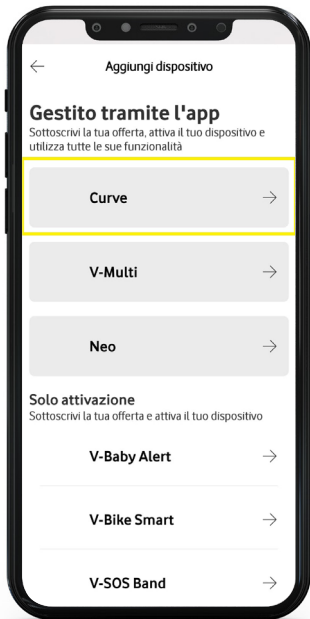 Aggiungi dispositivo
Gestito tramite l'app
Sottoscrivi la tua offerta, attiva il tuo dispositivo e
utilizza tutte le sue funzionalità
Curve
V-Multi
Neo
Solo attivazione
Sottoscrivi la tua offerta e attiva il tuo dispositivo
V-Baby Alert
V-Bike Smart
V-SOS Band